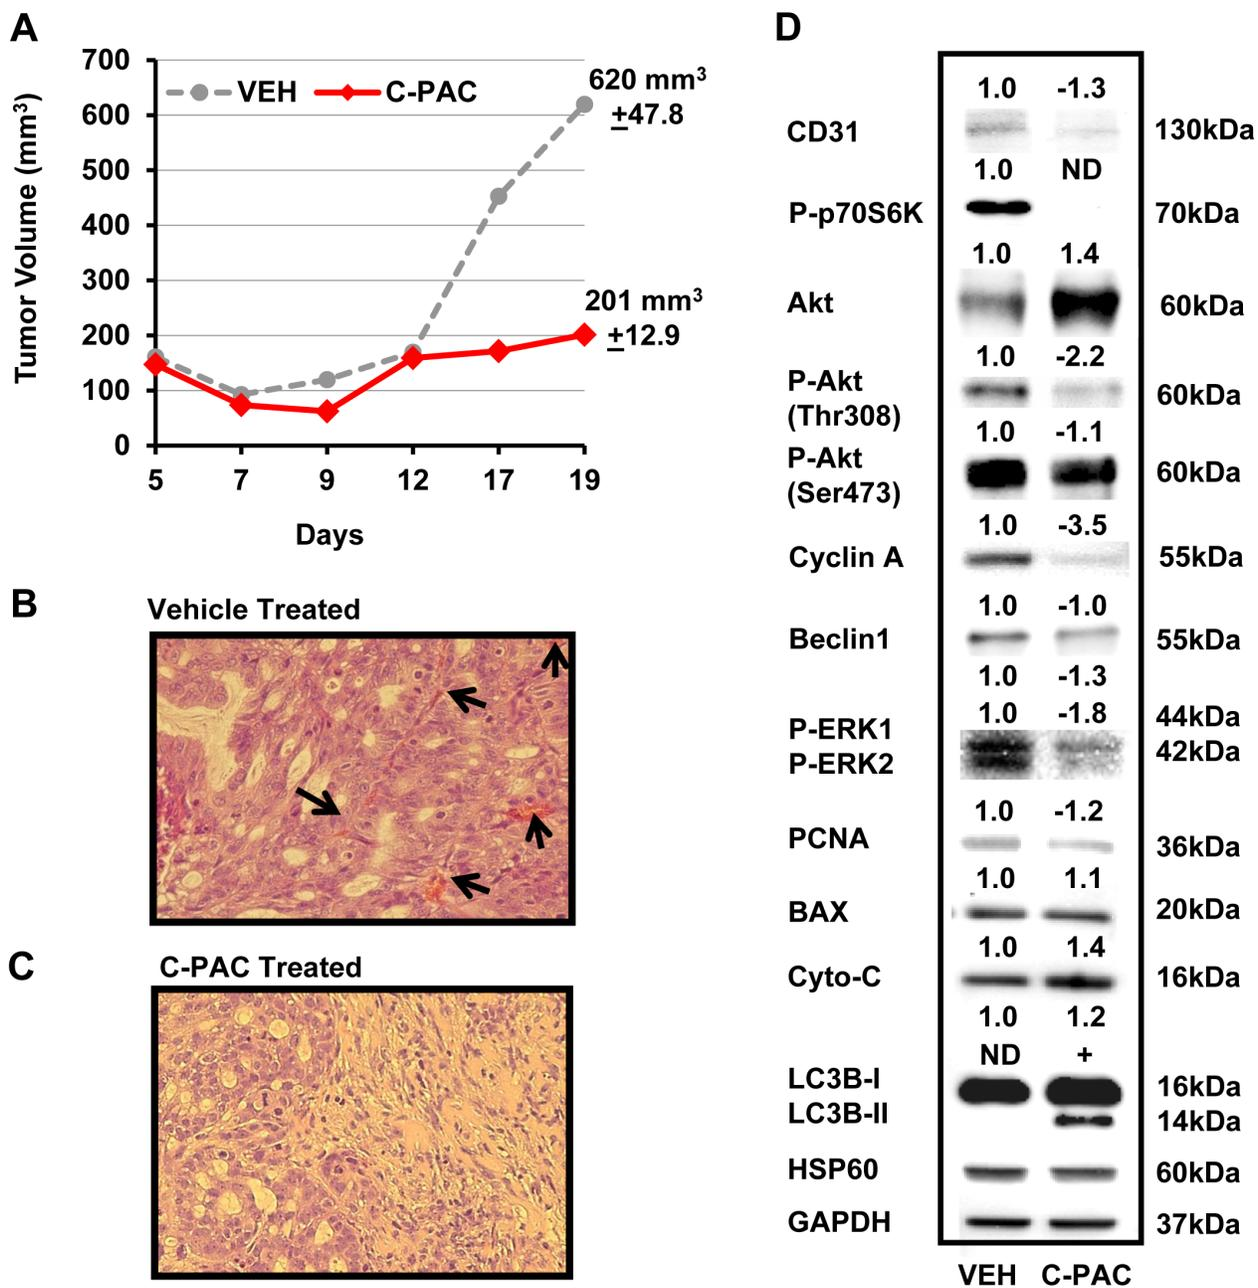 A
700
600
500
400
300
200
100
0
Tumor Volume (mm³)
VEH
C-PAC
620 mm³
±47.8
201 mm³
±12.9
5 7 9 12 17 19
Days
B
Vehicle Treated
C
C-PAC Treated
D
1.0 -1.3
CD31 130kDa
1.0 ND
P-p70S6K 70kDa
1.0 1.4
Akt 60kDa
1.0 -2.2
P-Akt
(Thr308) 60kDa
1.0 -1.1
P-Akt
(Ser473) 60kDa
1.0 -3.5
Cyclin A 55kDa
1.0 -1.0
Beclin1 55kDa
1.0 -1.3
1.0 -1.8 44kDa
P-ERK1
P-ERK2 42kDa
1.0 -1.2
PCNA 36kDa
1.0 1.1
BAX 20kDa
1.0 1.4
Cyto-C 16kDa
1.0 1.2
ND +
LC3B-I 16kDa
LC3B-II 14kDa
HSP60 60kDa
GAPDH 37kDa
VEH C-PAC